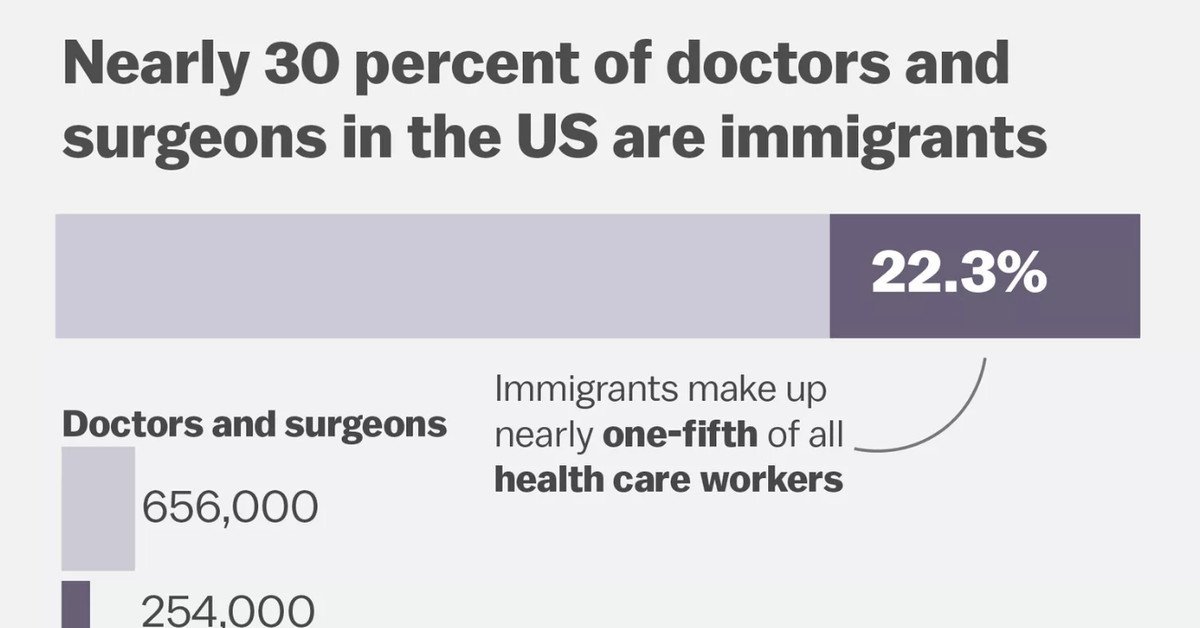 Nearly 30 percent of doctors and
surgeons in the US are immigrants
22.3%
Immigrants make up
nearly one-fifth of all
health care workers
Doctors and surgeons
656,000
254,000